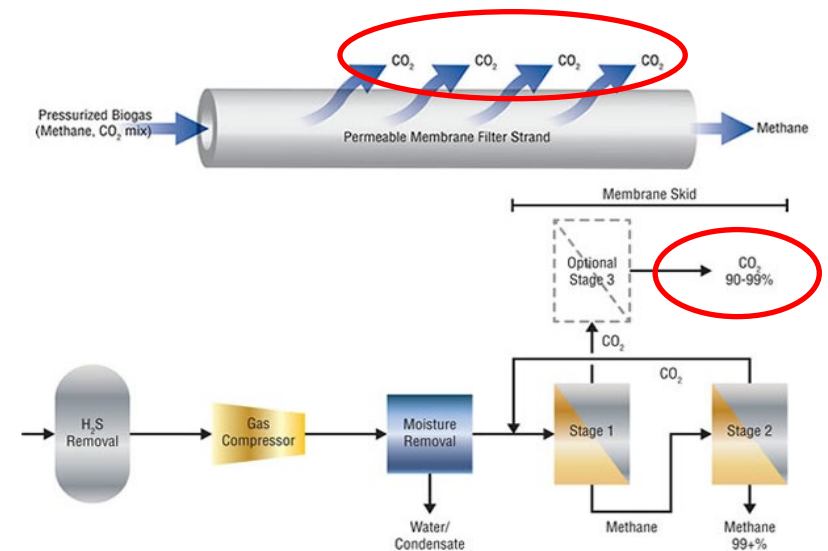 CO₂ CO₂ CO₂ CO₂
Pressurized Biogas
(Methane, CO₂ mix)
Permeable Membrane Filter Strand
Methane
Membrane Skid
Optional
Stage 3
CO₂
90-99%
CO₂
CO₂
H₂S
Removal
Gas
Compressor
Moisture
Removal
Stage 1
Stage 2
Water/
Condensate
Methane
Methane
99+%